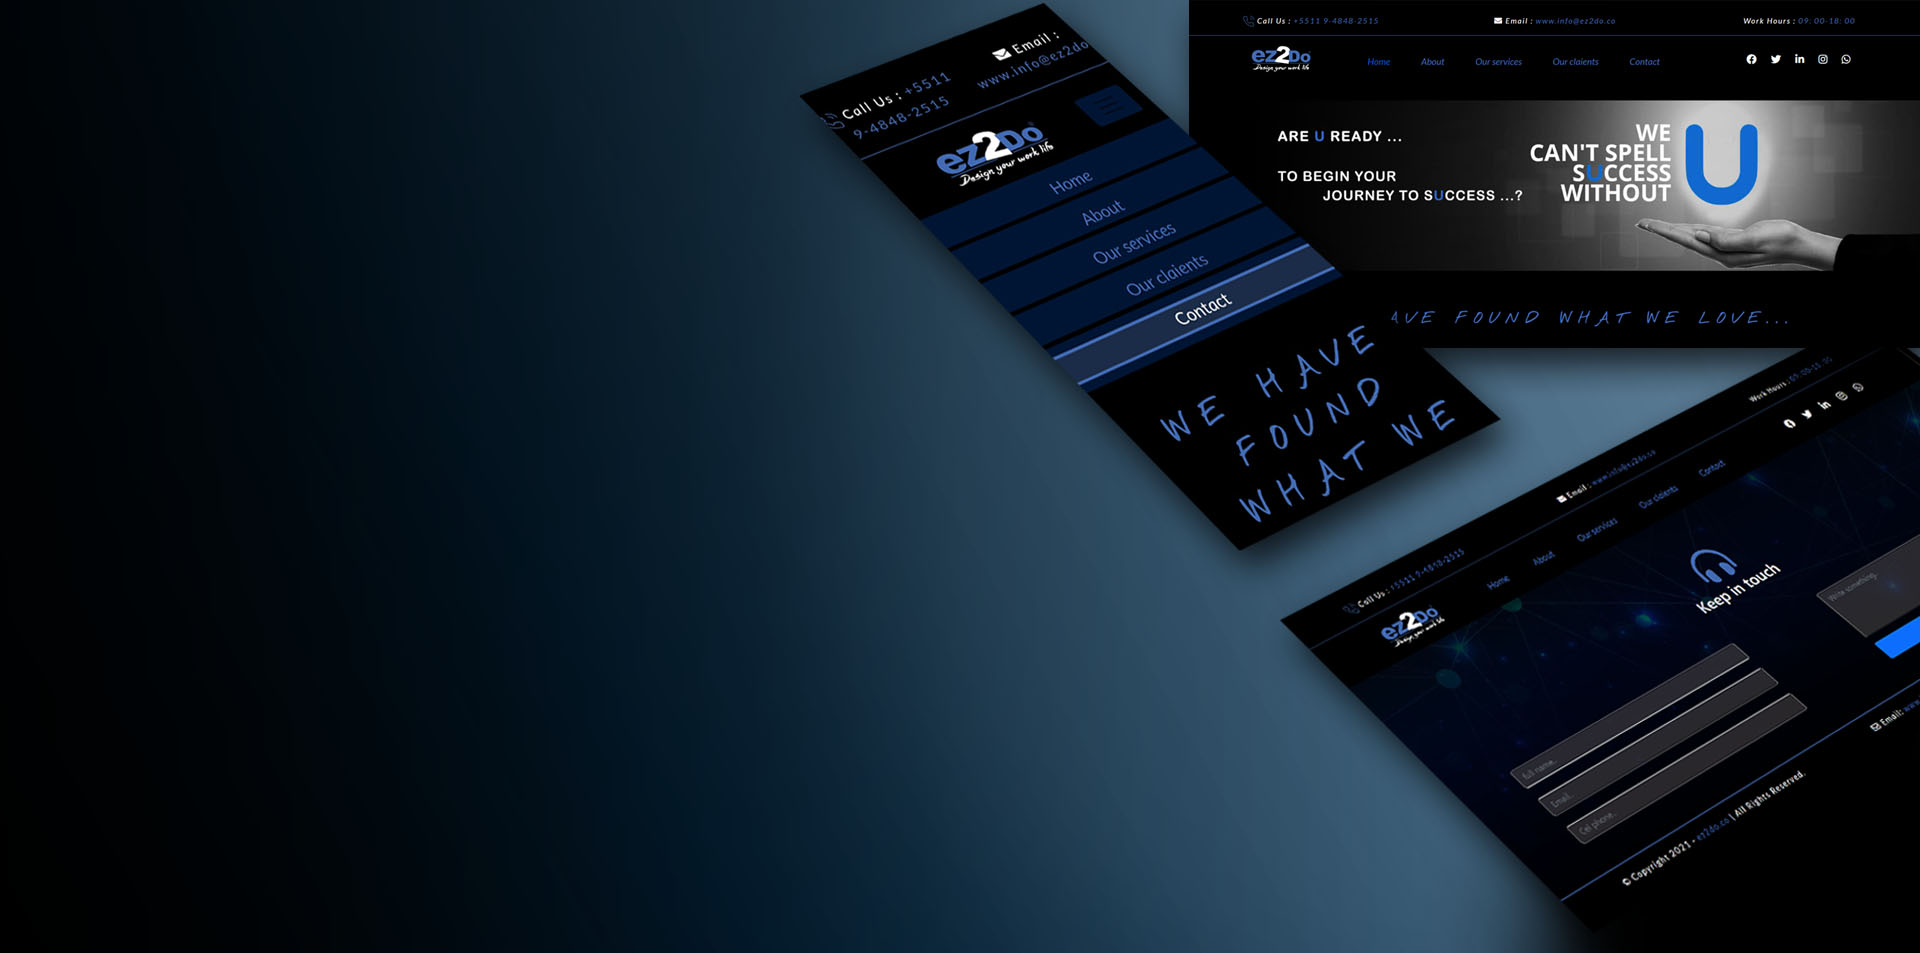 Call Us : +5511
9-4848-2515
Email :
www.info@ez2do
ez2Do
Design your work life
Home
About
Our services
Our claients
Contact
WE HAVE
FOUND
WHAT WE
Call Us : +5511 9-4848-2515
Email : www.info@ez2do.co
Work Hours : 09: 00-18: 00
ez2Do
Design your work life
Home
About
Our services
Our claients
Contact
ARE U READY ...
TO BEGIN YOUR
JOURNEY TO SUCCESS ...?
WE
CAN'T SPELL
SUCCESS
WITHOUT
U
AVE FOUND WHAT WE LOVE...
Call Us : +5511 9-4848-2515
Email : www.info@ez2do.co
Work Hours : 09:00-18:00
ez2Do
Design your work life
Home
About
Our services
Our claients
Contact
Keep in touch
Full name..
Email..
Cel phone..
Write something..
Email: www
© Copyright 2021 - ez2do.co | All Rights Reserved.